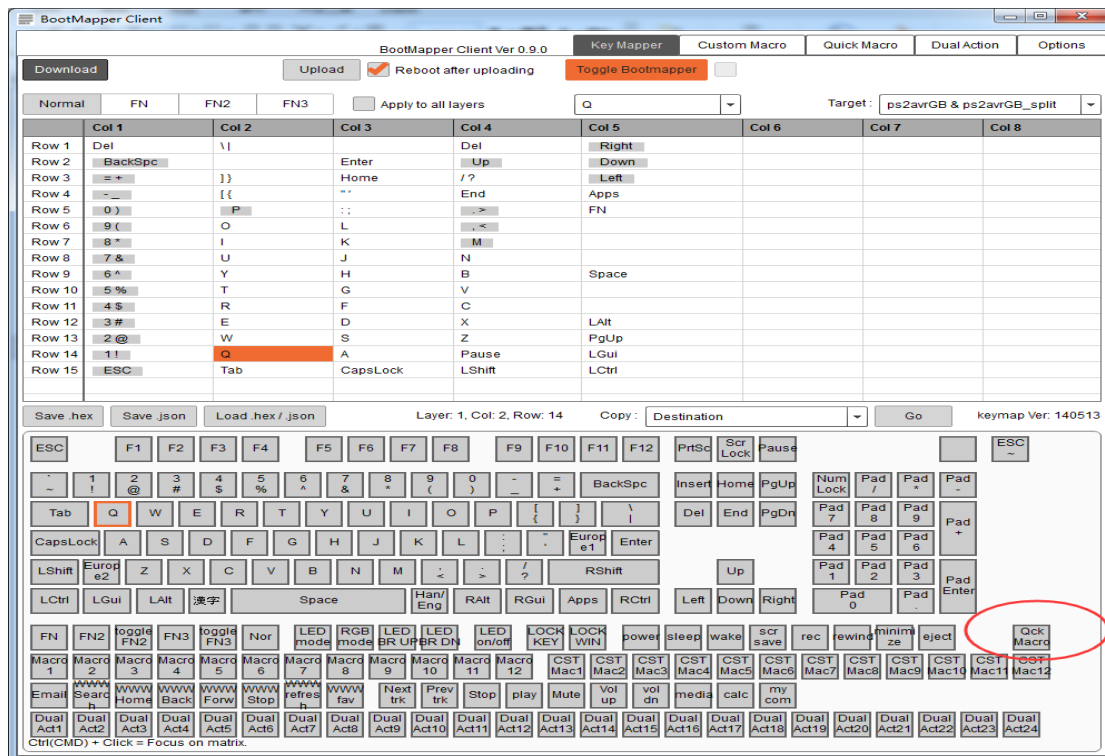 BootMapper Client
BootMapper Client Ver 0.9.0 Key Mapper Custom Macro Quick Macro Dual Action Options
Download Upload Reboot after uploading Toggle Bootmapper
Normal FN FN2 FN3 Apply to all layers Q Target : ps2avrGB & ps2avrGB_split
Col 1 Col 2 Col 3 Col 4 Col 5 Col 6 Col 7 Col 8
Row 1 Del \ | Del Right
Row 2 BackSpc Enter Up Down
Row 3 = + ] } Home / ? Left
Row 4 - _ [ { " ' End Apps
Row 5 0 ) P : ; . > FN
Row 6 9 ( O L , <
Row 7 8 * I K M
Row 8 7 & U J N
Row 9 6 ^ Y H B Space
Row 10 5 % T G V
Row 11 4 $ R F C
Row 12 3 # E D X LAlt
Row 13 2 @ W S Z PgUp
Row 14 1 ! Q A Pause LGui
Row 15 ESC Tab CapsLock LShift LCtrl
Save .hex Save .json Load .hex / .json Layer: 1, Col: 2, Row: 14 Copy : Destination Go keymap Ver: 140513
ESC F1 F2 F3 F4 F5 F6 F7 F8 F9 F10 F11 F12 PrtSc Scr Lock Pause ESC ~
` ~ 1 ! 2 @ 3 # 4 $ 5 % 6 ^ 7 & 8 * 9 ( 0 ) - _ = + BackSpc Insert Home PgUp Num Lock Pad / Pad * Pad -
Tab Q W E R T Y U I O P [ { ] } \ | Del End PgDn Pad 7 Pad 8 Pad 9 Pad +
CapsLock A S D F G H J K L ; : " ' Europ e1 Enter Pad 4 Pad 5 Pad 6
LShift Europ e2 Z X C V B N M , < . > / ? RShift Up Pad 1 Pad 2 Pad 3 Pad Enter
LCtrl LGui LAlt 漢字 Space Han/ Eng RAlt RGui Apps RCtrl Left Down Right Pad 0 Pad .
FN FN2 toggle FN2 FN3 toggle FN3 Nor LED mode RGB mode LED BR UP LED BR DN LED on/off LOCK KEY LOCK WIN power sleep wake scr save rec rewind minimi ze eject Qck Macro
Macro 1 Macro 2 Macro 3 Macro 4 Macro 5 Macro 6 Macro 7 Macro 8 Macro 9 Macro 10 Macro 11 Macro 12 CST Mac1 CST Mac2 CST Mac3 CST Mac4 CST Mac5 CST Mac6 CST Mac7 CST Mac8 CST Mac9 CST Mac10 CST Mac11 CST Mac12
Email WWW Searc h WWW Home WWW Back WWW Forw WWW Stop WWW refres h WWW fav Next trk Prev trk Stop play Mute Vol up vol dn media calc my com
Dual Act1 Dual Act2 Dual Act3 Dual Act4 Dual Act5 Dual Act6 Dual Act7 Dual Act8 Dual Act9 Dual Act10 Dual Act11 Dual Act12 Dual Act13 Dual Act14 Dual Act15 Dual Act16 Dual Act17 Dual Act18 Dual Act19 Dual Act20 Dual Act21 Dual Act22 Dual Act23 Dual Act24
Ctrl(CMD) + Click = Focus on matrix.